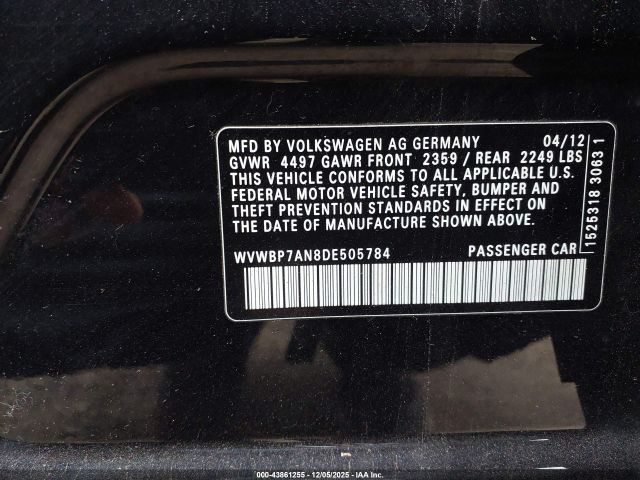 MFD BY VOLKSWAGEN AG GERMANY 04/12
GVWR 4497 GAWR FRONT 2359 / REAR 2249 LBS
THIS VEHICLE CONFORMS TO ALL APPLICABLE U.S.
FEDERAL MOTOR VEHICLE SAFETY, BUMPER AND
THEFT PREVENTION STANDARDS IN EFFECT ON
THE DATE OF MANUFACTURE SHOWN ABOVE.
WVWBP7AN8DE505784 PASSENGER CAR
1525318 3063 1
000-43861255 - 12/05/2025 - IAA Inc.